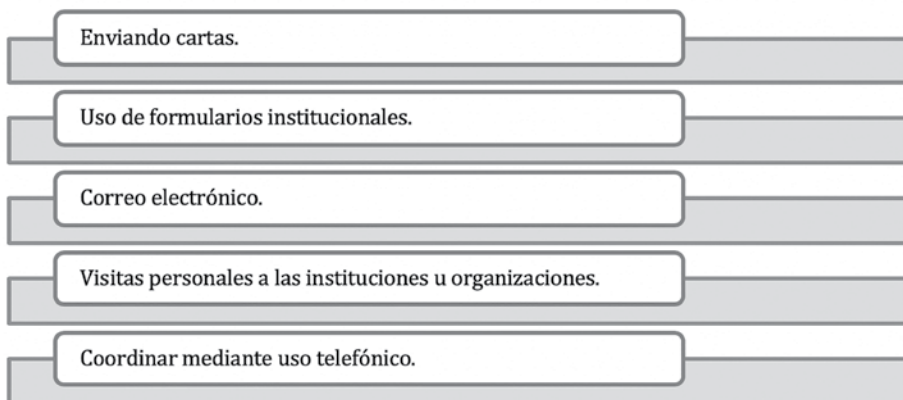 Enviando cartas.
Uso de formularios institucionales.
Correo electrónico.
Visitas personales a las instituciones u organizaciones.
Coordinar mediante uso telefónico.